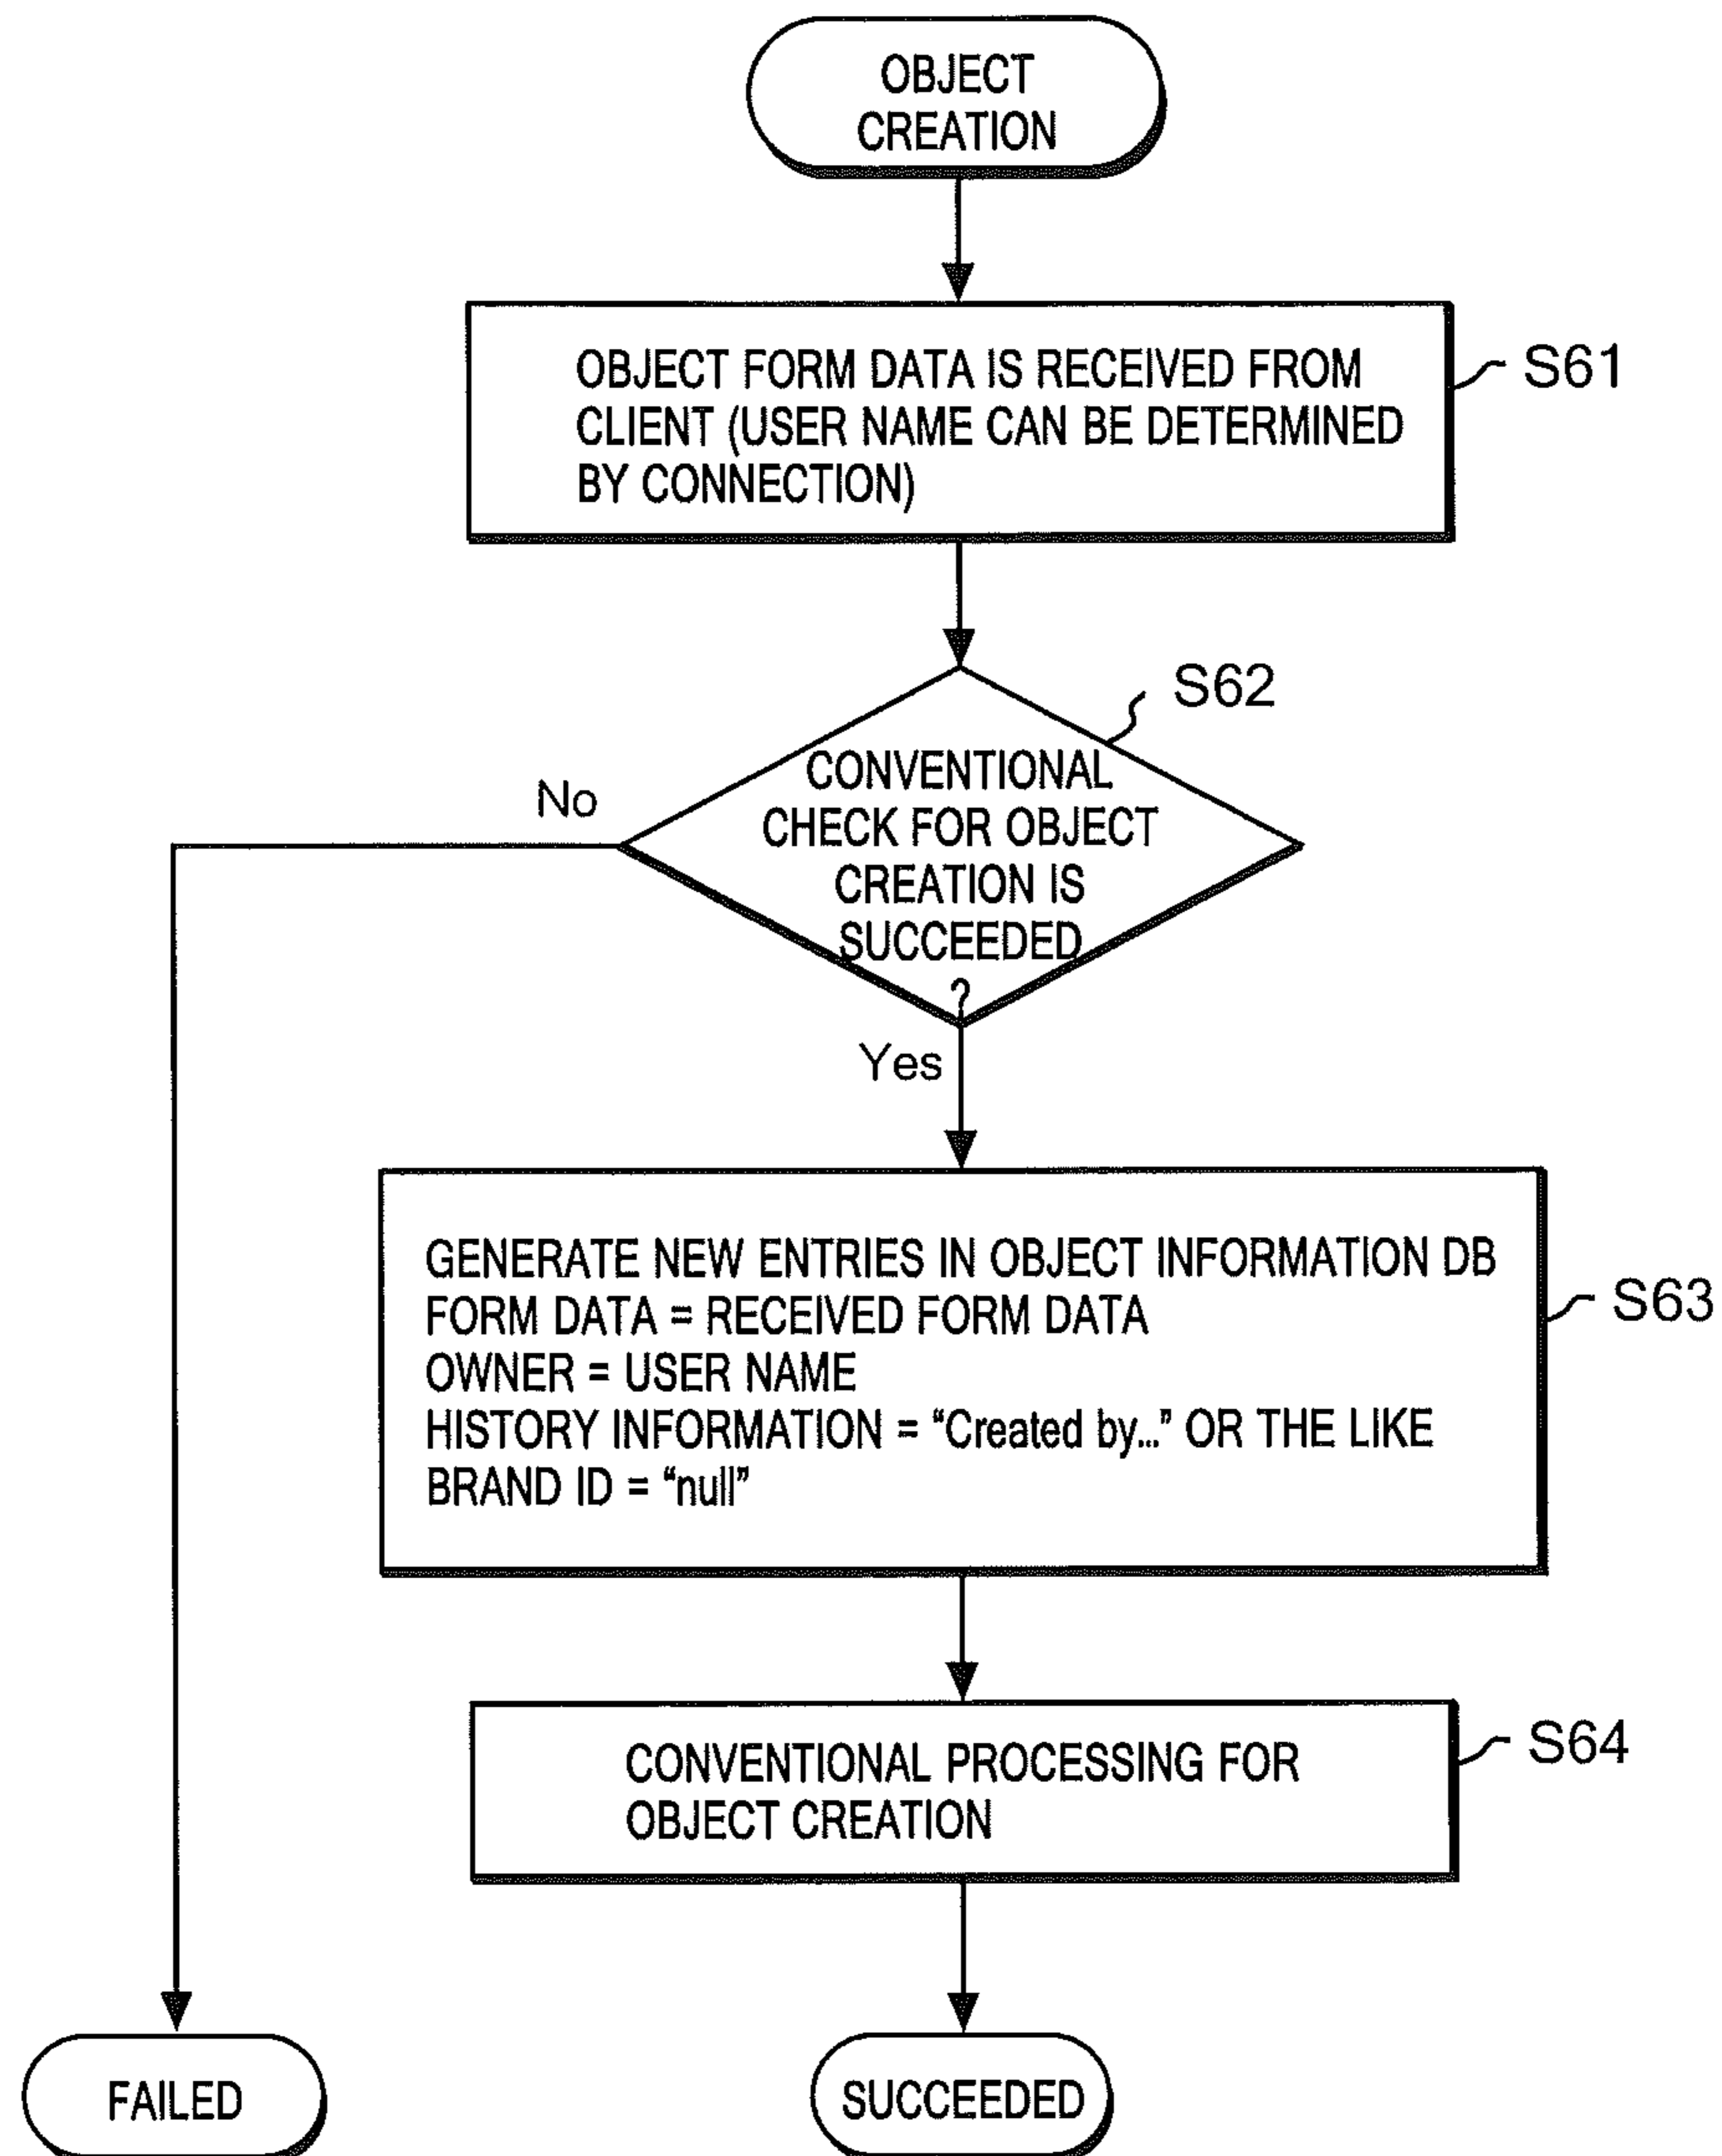 OBJECT
CREATION
OBJECT FORM DATA IS RECEIVED FROM
CLIENT (USER NAME CAN BE DETERMINED
BY CONNECTION)
S61
S62
CONVENTIONAL
CHECK FOR OBJECT
CREATION IS
SUCCEEDED
?
No
Yes
GENERATE NEW ENTRIES IN OBJECT INFORMATION DB
FORM DATA = RECEIVED FORM DATA
OWNER = USER NAME
HISTORY INFORMATION = “Created by...” OR THE LIKE
BRAND ID = “null”
S63
CONVENTIONAL PROCESSING FOR
OBJECT CREATION
S64
FAILED
SUCCEEDED